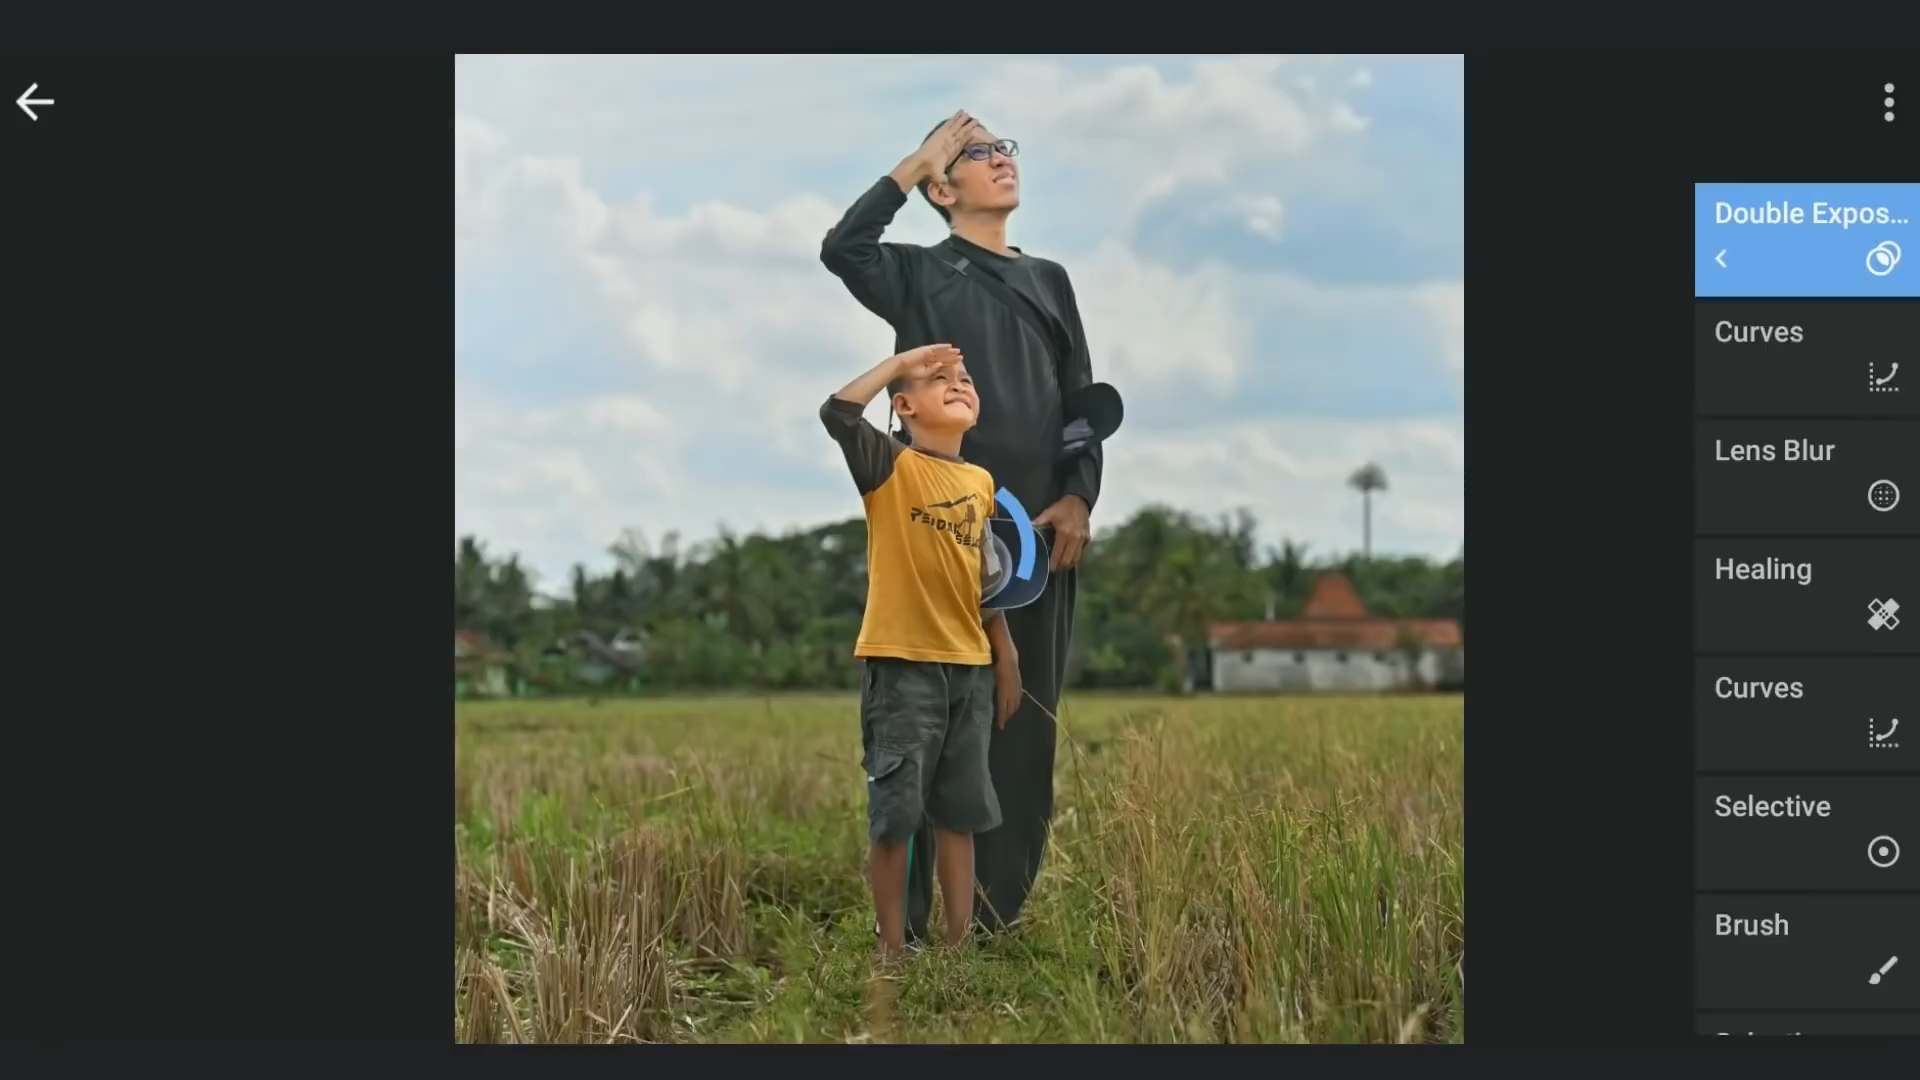 Double Expos...
Curves
Lens Blur
Healing
Curves
Selective
Brush